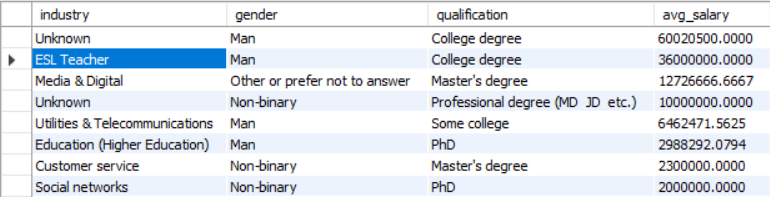 industry gender qualification avg_salary
Unknown Man College degree 60020500.0000
ESL Teacher Man College degree 36000000.0000
Media & Digital Other or prefer not to answer Master's degree 12726666.6667
Unknown Non-binary Professional degree (MD JD etc.) 10000000.0000
Utilities & Telecommunications Man Some college 6462471.5625
Education (Higher Education) Man PhD 2988292.0794
Customer service Non-binary Master's degree 2300000.0000
Social networks Non-binary PhD 2000000.0000